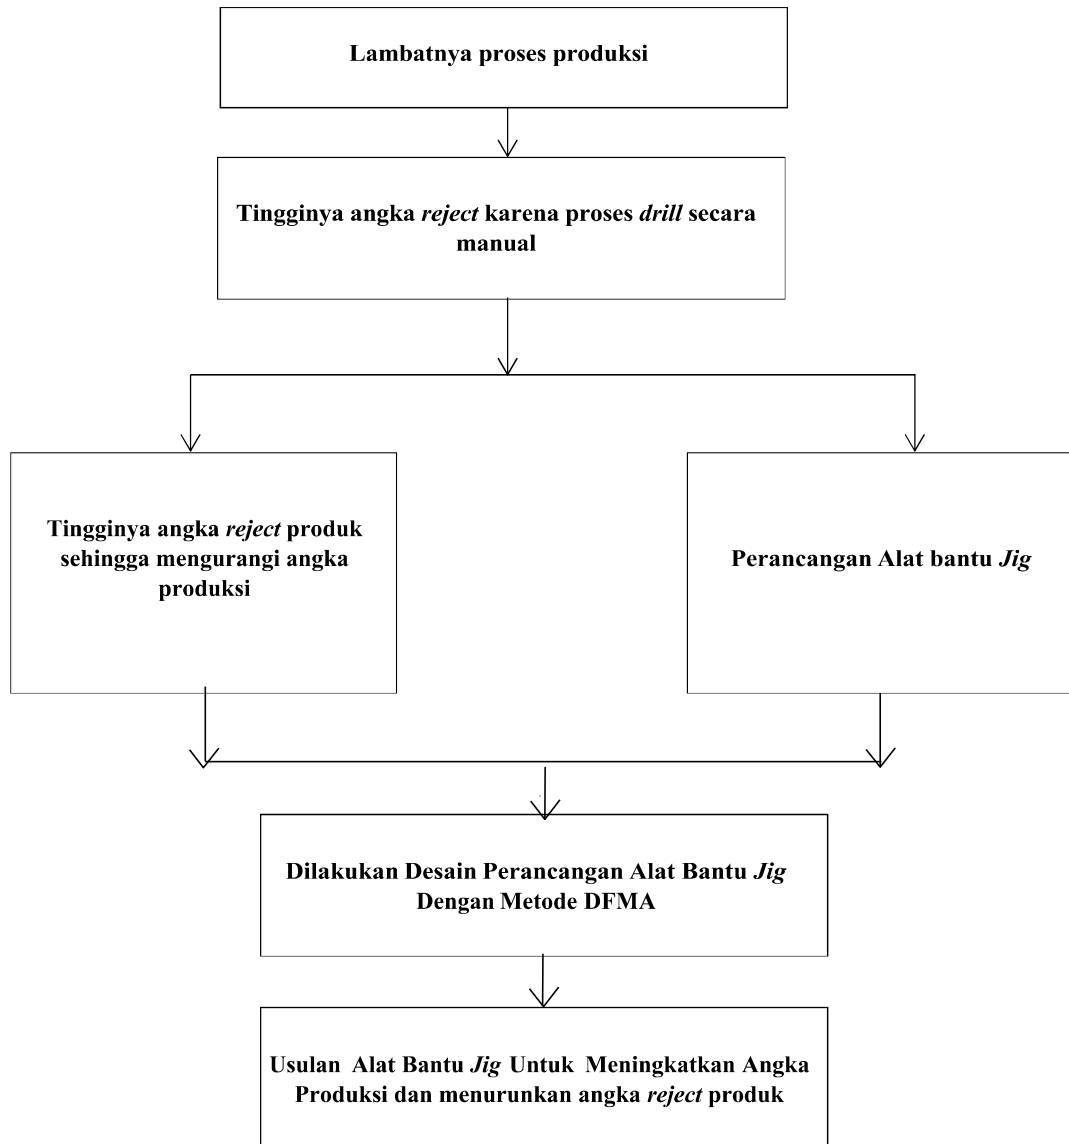 Lambatnya proses produksi
Tingginya angka reject karena proses drill secara
manual
Tingginya angka reject produk
sehingga mengurangi angka
produksi
Perancangan Alat bantu Jig
Dilakukan Desain Perancangan Alat Bantu Jig
Dengan Metode DFMA
Usulan Alat Bantu Jig Untuk Meningkatkan Angka
Produksi dan menurunkan angka reject produk